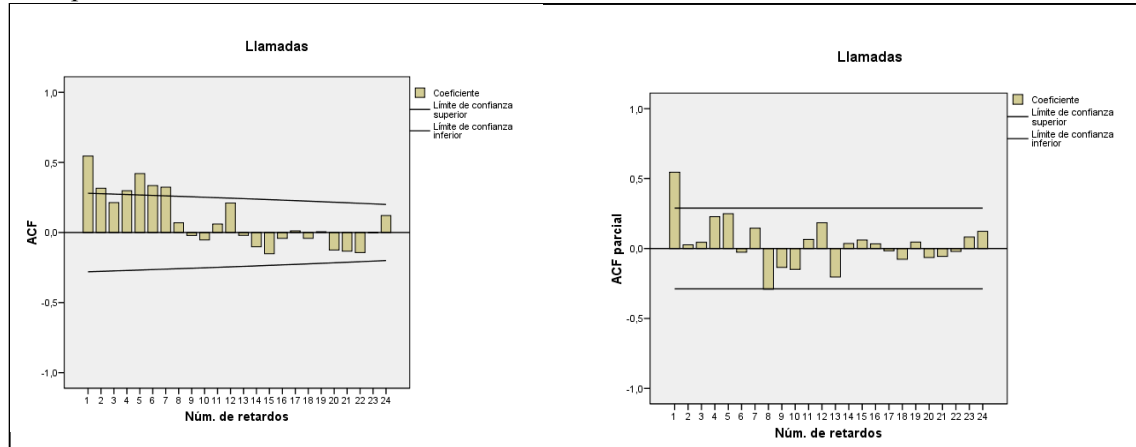 Llamadas
Coeficiente
Límite de confianza
superior
Límite de confianza
inferior
1,0
0,5
0,0
-0,5
-1,0
ACF
1 2 3 4 5 6 7 8 9 10 11 12 13 14 15 16 17 18 19 20 21 22 23 24
Núm. de retardos
Llamadas
Coeficiente
Límite de confianza
superior
Límite de confianza
inferior
1,0
0,5
0,0
-0,5
-1,0
ACF parcial
1 2 3 4 5 6 7 8 9 10 11 12 13 14 15 16 17 18 19 20 21 22 23 24
Núm. de retardos